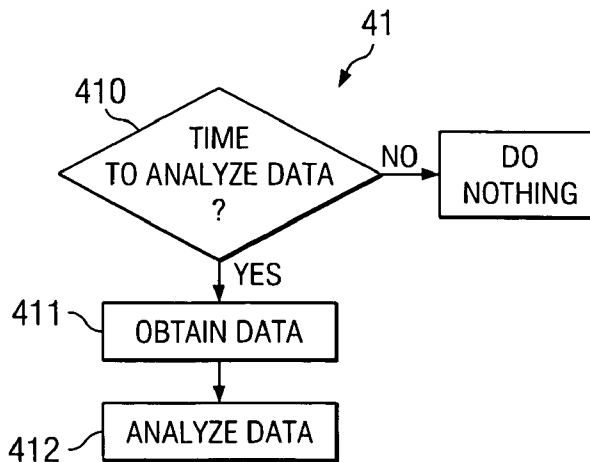 41
410
TIME
TO ANALYZE DATA
?
NO
DO
NOTHING
YES
411
OBTAIN DATA
412
ANALYZE DATA